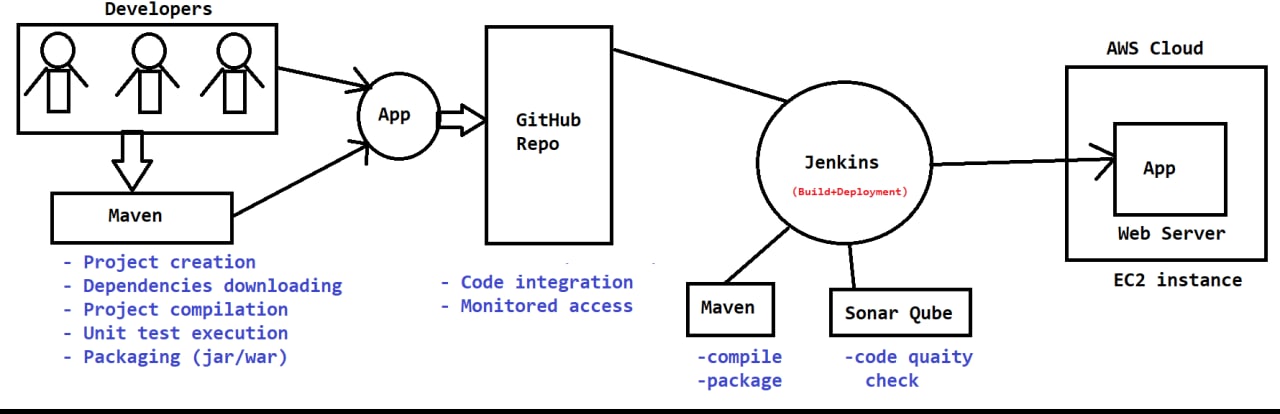 Developers
App
Maven
- Project creation
- Dependencies downloading
- Project compilation
- Unit test execution
- Packaging (jar/war)
GitHub
Repo
- Code integration
- Monitored access
Jenkins
(Build+Deployment)
Maven
-compile
-package
Sonar Qube
-code quaity
check
AWS Cloud
App
Web Server
EC2 instance